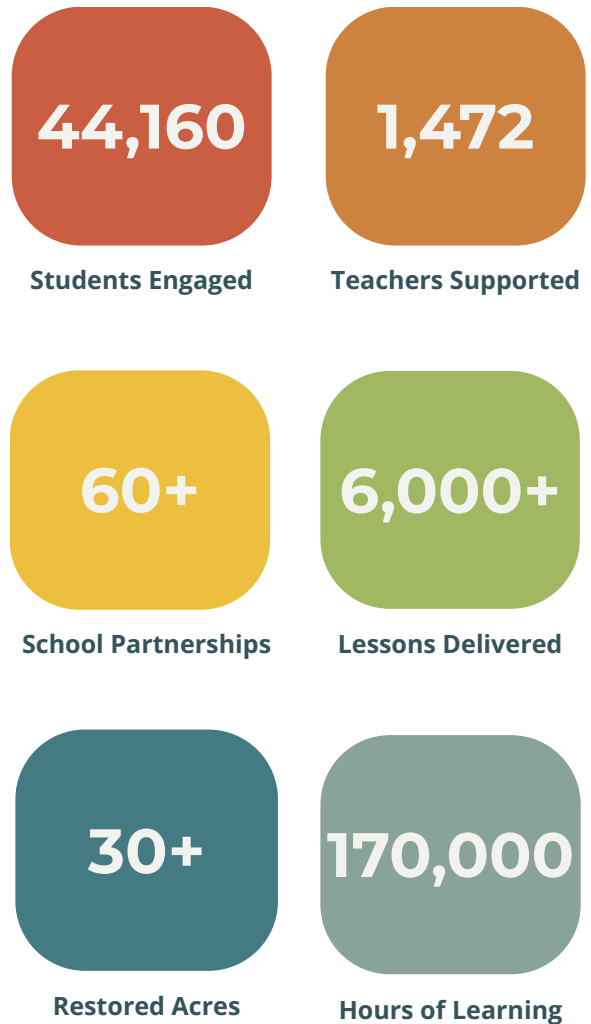 44,160
1,472
Students Engaged
Teachers Supported
60+
6,000+
School Partnerships
Lessons Delivered
30+
170,000
Restored Acres
Hours of Learning